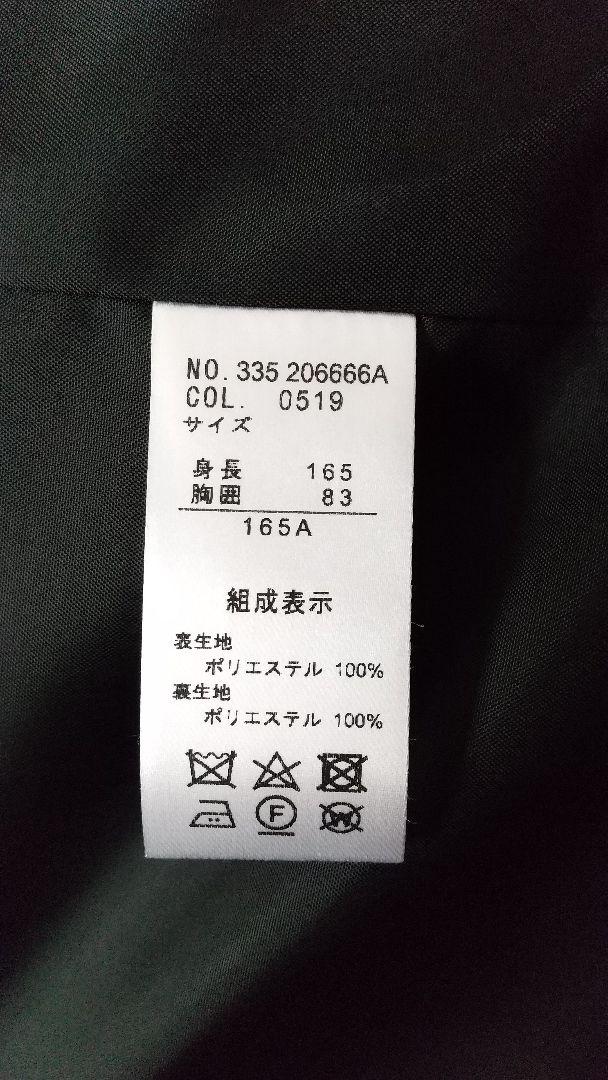 NO. 335 206666A
COL. 0519
サイズ
身長 165
胸囲 83
165A
組成表示
表生地
ポリエステル 100%
裏生地
ポリエステル 100%
F W